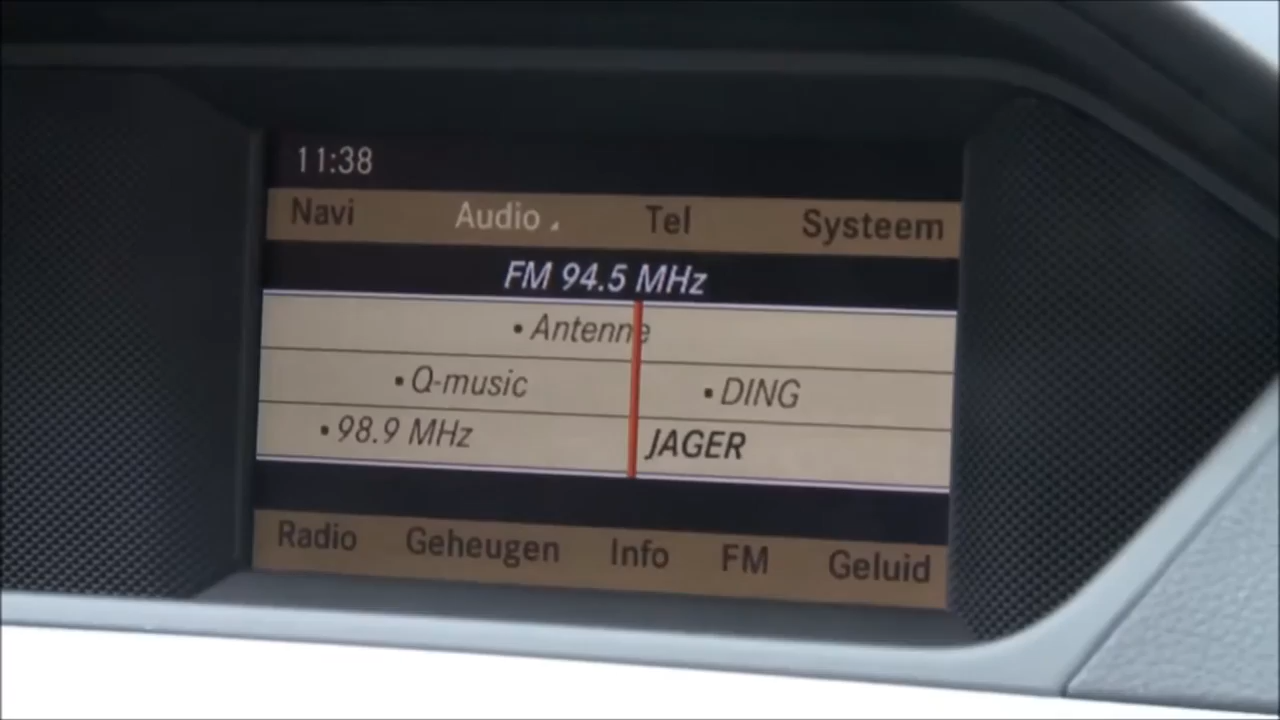 11:38
Navi Audio Tel Systeem
FM 94.5 MHz
• Antenne
• Q-music • DING
• 98.9 MHz JAGER
Radio Geheugen Info FM Geluid